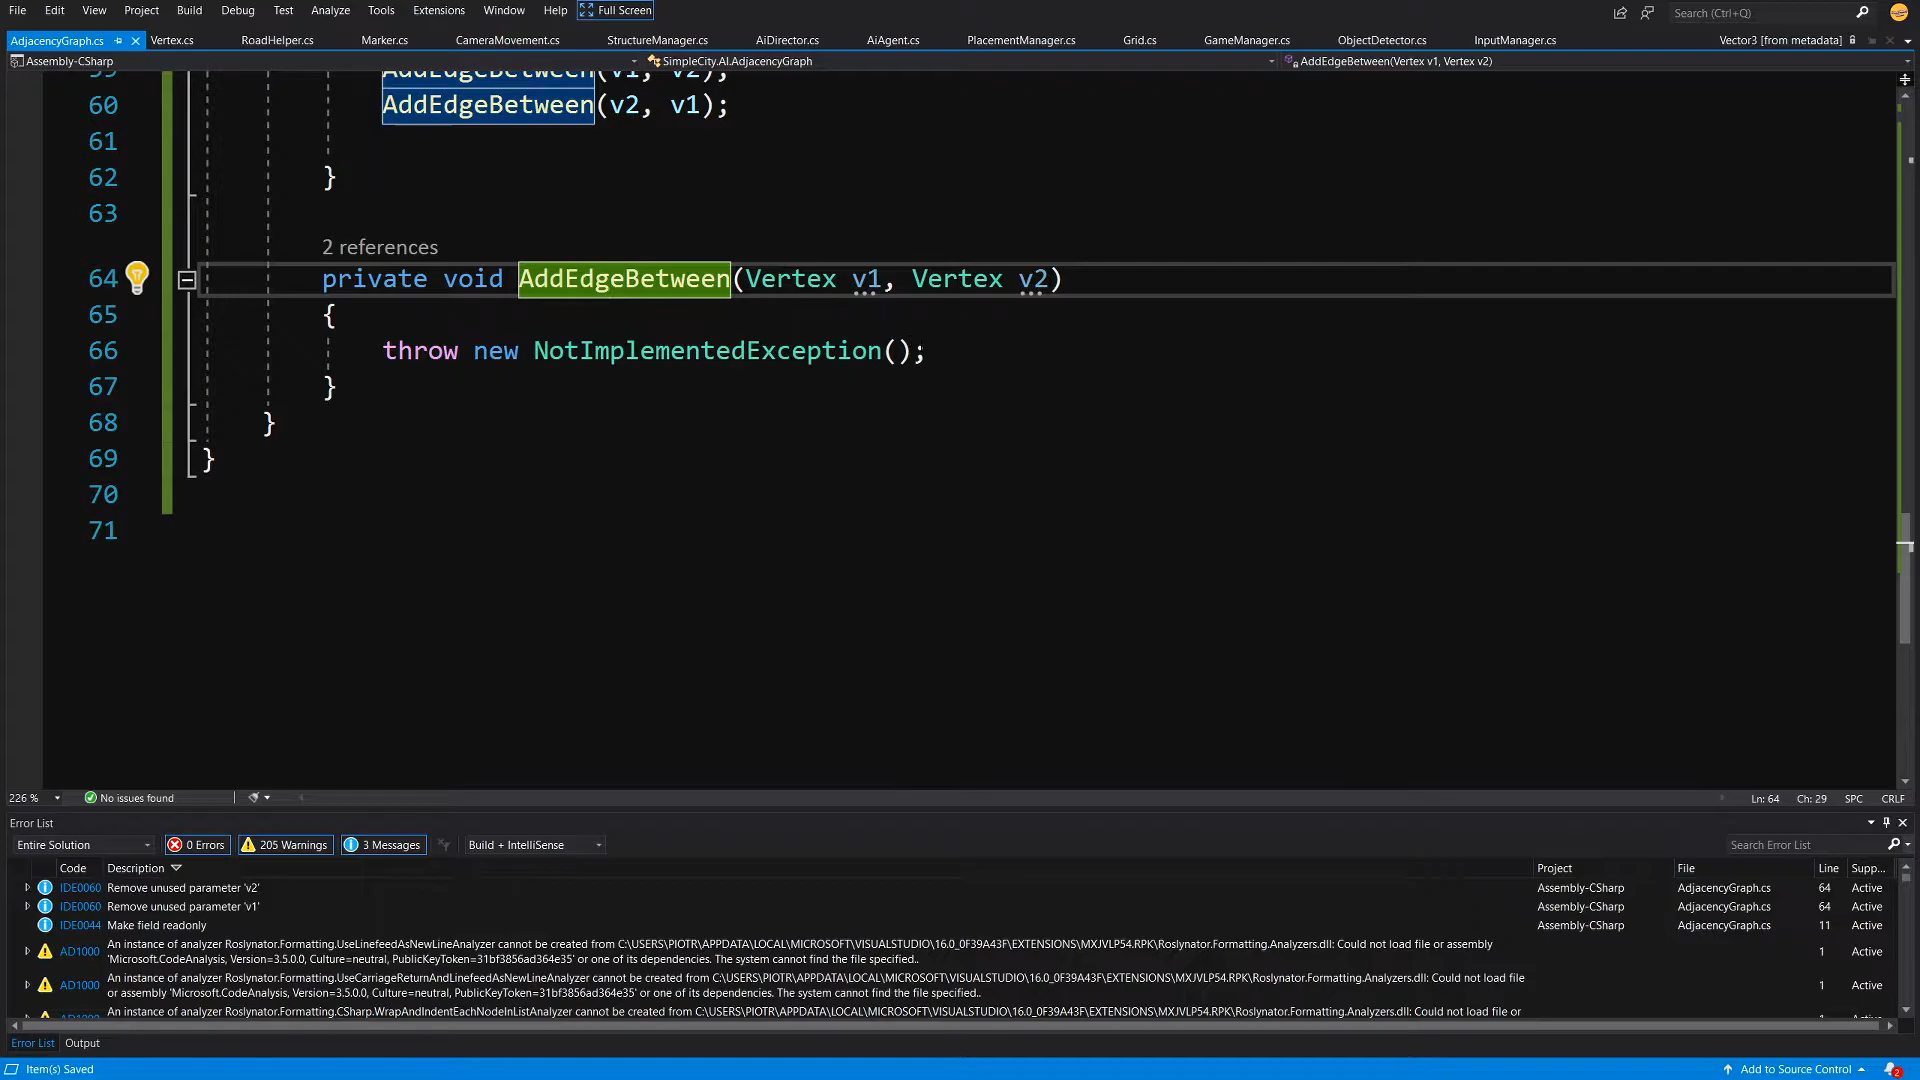 File Edit View Project Build Debug Test Analyze Tools Extensions Window Help Full Screen Search (Ctrl+Q)
AdjacencyGraph.cs Vertex.cs RoadHelper.cs Marker.cs CameraMovement.cs StructureManager.cs AiDirector.cs AiAgent.cs PlacementManager.cs Grid.cs GameManager.cs ObjectDetector.cs InputManager.cs Vector3 [from metadata]
Assembly-CSharp SimpleCity.AI.AdjacencyGraph AddEdgeBetween(Vertex v1, Vertex v2)
59 AddEdgeBetween(v1, v2);
60 AddEdgeBetween(v2, v1);
61
62 }
63
2 references
64 private void AddEdgeBetween(Vertex v1, Vertex v2)
65 {
66 throw new NotImplementedException();
67 }
68 }
69 }
70
71
226 % No issues found Ln: 64 Ch: 29 SPC CRLF
Error List
Entire Solution 0 Errors 205 Warnings 3 Messages Build + IntelliSense Search Error List
Code Description Project File Line Supp...
IDE0060 Remove unused parameter 'v2' Assembly-CSharp AdjacencyGraph.cs 64 Active
IDE0060 Remove unused parameter 'v1' Assembly-CSharp AdjacencyGraph.cs 64 Active
IDE0044 Make field readonly Assembly-CSharp AdjacencyGraph.cs 11 Active
AD1000 An instance of analyzer Roslynator.Formatting.UseLinefeedAsNewLineAnalyzer cannot be created from C:\USERS\PIOTR\APPDATA\LOCAL\MICROSOFT\VISUALSTUDIO\16.0_0F39A43F\EXTENSIONS\MXJVLP54.RPK\Roslynator.Formatting.Analyzers.dll: Could not load file or assembly 1 Active
'Microsoft.CodeAnalysis, Version=3.5.0.0, Culture=neutral, PublicKeyToken=31bf3856ad364e35' or one of its dependencies. The system cannot find the file specified..
AD1000 An instance of analyzer Roslynator.Formatting.UseCarriageReturnAndLinefeedAsNewLineAnalyzer cannot be created from C:\USERS\PIOTR\APPDATA\LOCAL\MICROSOFT\VISUALSTUDIO\16.0_0F39A43F\EXTENSIONS\MXJVLP54.RPK\Roslynator.Formatting.Analyzers.dll: Could not load file 1 Active
or assembly 'Microsoft.CodeAnalysis, Version=3.5.0.0, Culture=neutral, PublicKeyToken=31bf3856ad364e35' or one of its dependencies. The system cannot find the file specified..
An instance of analyzer Roslynator.Formatting.CSharp.WrapAndIndentEachNodeInListAnalyzer cannot be created from C:\USERS\PIOTR\APPDATA\LOCAL\MICROSOFT\VISUALSTUDIO\16.0_0F39A43F\EXTENSIONS\MXJVLP54.RPK\Roslynator.Formatting.Analyzers.dll: Could not load file or
Error List Output
Item(s) Saved Add to Source Control 2